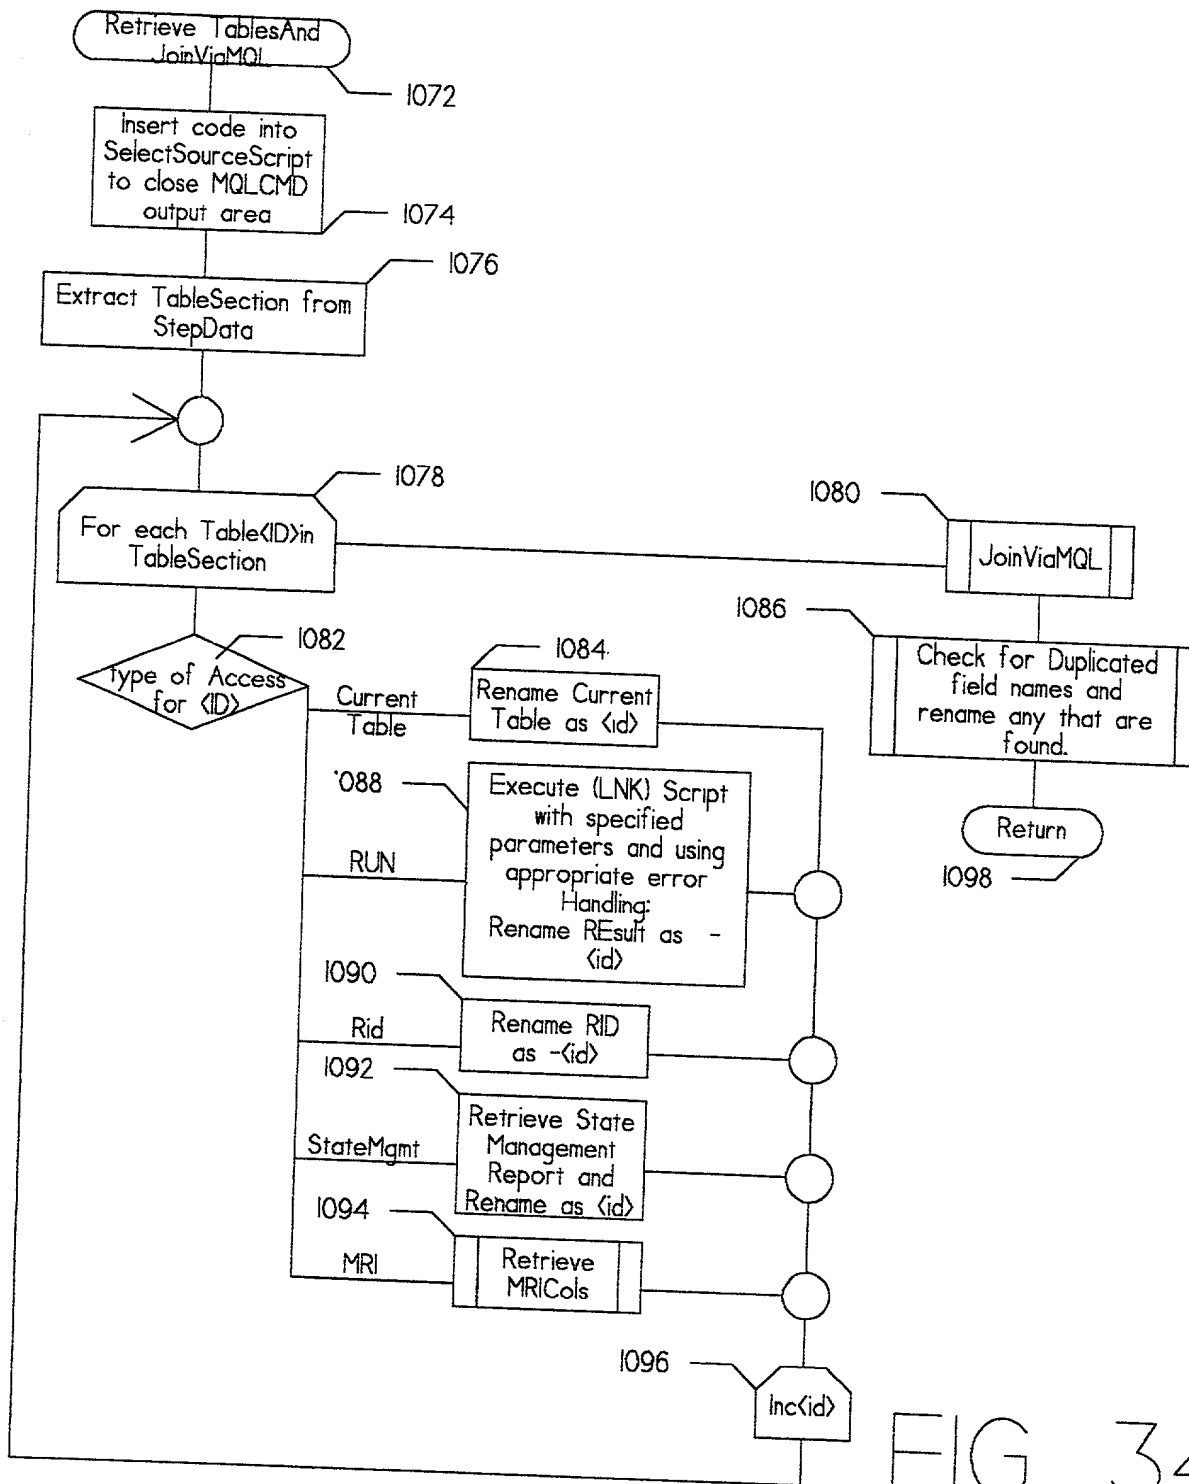 Retrieve TablesAnd
JoinViaMQL
1072
Insert code into
SelectSourceScript
to close MQLCMD
output area
1074
1076
Extract TableSection from
StepData
1078
For each Table<ID>in
TableSection
1080
JoinViaMQL
1082
type of Access
for <ID>
1086
Check for Duplicated
field names and
rename any that are
found.
Return
1098
Current
Table
1084
Rename Current
Table as <id>
'088
RUN
Execute (LNK) Script
with specified
parameters and using
appropriate error
Handling:
Rename REsult as -
<id>
1090
Rid
Rename RID
as -<id>
1092
StateMgmt
Retrieve State
Management
Report and
Rename as <id>
1094
MRI
Retrieve
MRICols
1096
Inc<id>
FIG 34